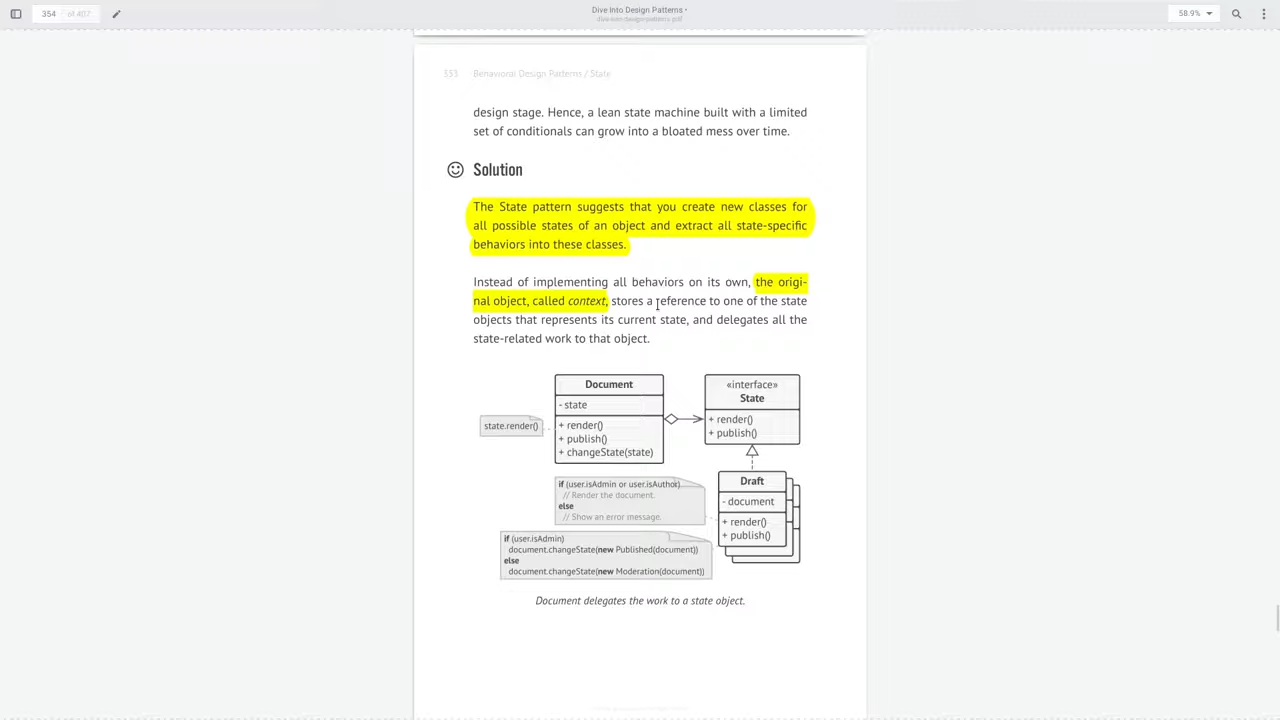 354 of 407
Dive Into Design Patterns •
58.9%
353 Behavioral Design Patterns / State
design stage. Hence, a lean state machine built with a limited
set of conditionals can grow into a bloated mess over time.
Solution
The State pattern suggests that you create new classes for
all possible states of an object and extract all state-specific
behaviors into these classes.
Instead of implementing all behaviors on its own, the origi-
nal object, called context, stores a reference to one of the state
objects that represents its current state, and delegates all the
state-related work to that object.
Document
- state
+ render()
+ publish()
+ changeState(state)
state.render()
«interface»
State
+ render()
+ publish()
if (user.isAdmin or user.isAuthor)
// Render the document.
else
// Show an error message.
Draft
- document
+ render()
+ publish()
if (user.isAdmin)
document.changeState(new Published(document))
else
document.changeState(new Moderation(document))
Document delegates the work to a state object.